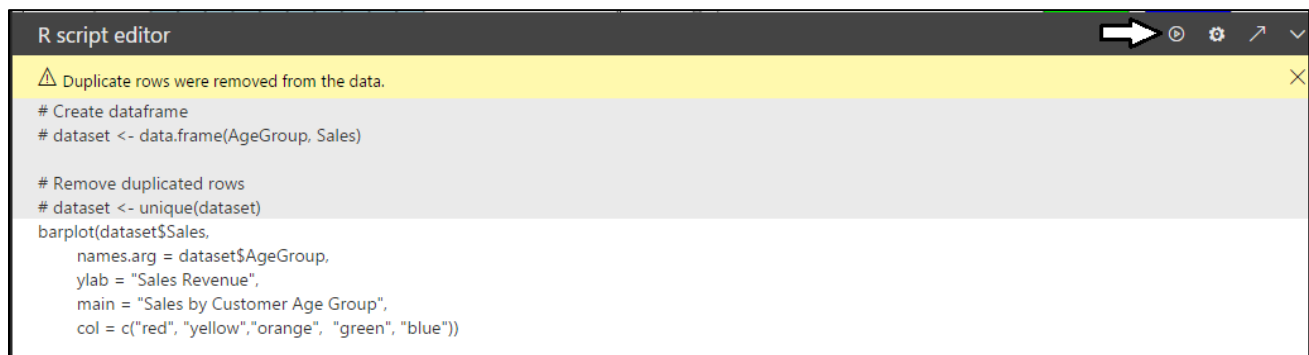 R script editor
Duplicate rows were removed from the data.
# Create dataframe
# dataset <- data.frame(AgeGroup, Sales)
# Remove duplicated rows
# dataset <- unique(dataset)
barplot(dataset$Sales,
names.arg = dataset$AgeGroup,
ylab = "Sales Revenue",
main = "Sales by Customer Age Group",
col = c("red", "yellow","orange",  "green", "blue"))